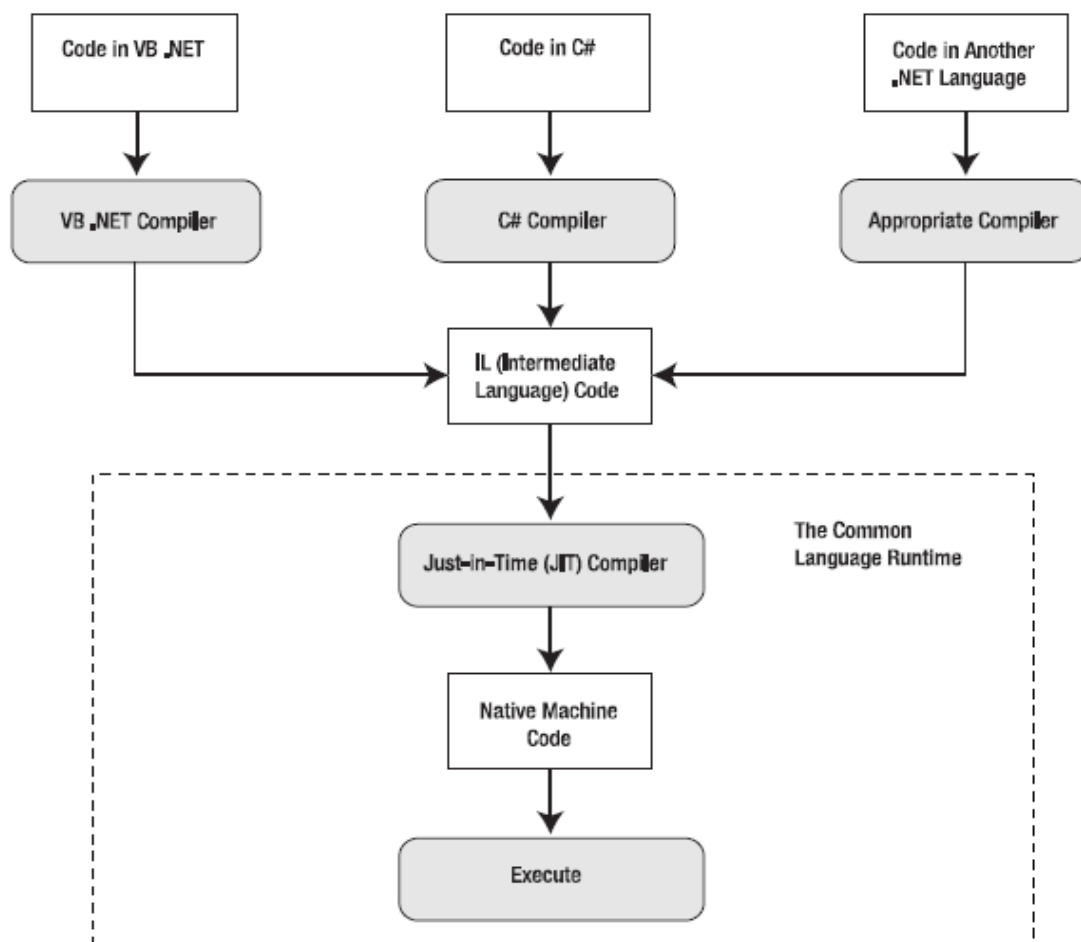 Code in VB .NET
Code in C#
Code in Another
.NET Language
VB .NET Compiler
C# Compiler
Appropriate Compiler
IL (Intermediate
Language) Code
The Common
Language Runtime
Just-in-Time (JIT) Compiler
Native Machine
Code
Execute